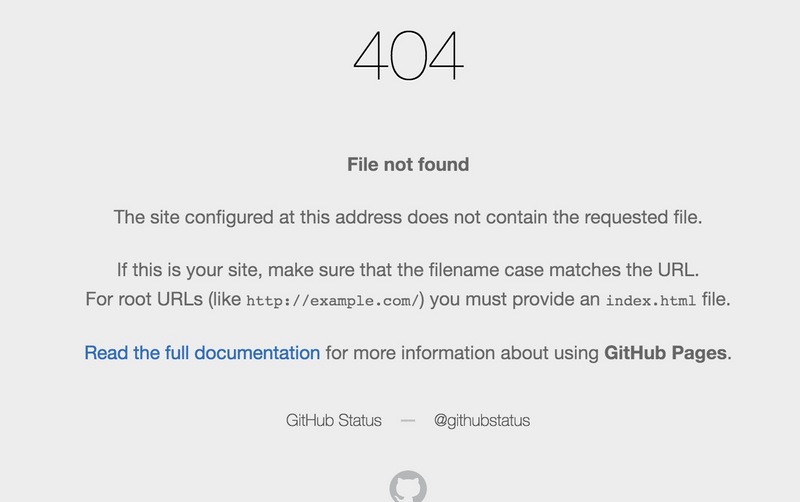 404
File not found
The site configured at this address does not contain the requested file.
If this is your site, make sure that the filename case matches the URL.
For root URLs (like http://example.com/) you must provide an index.html file.
Read the full documentation for more information about using GitHub Pages.
GitHub Status — @githubstatus